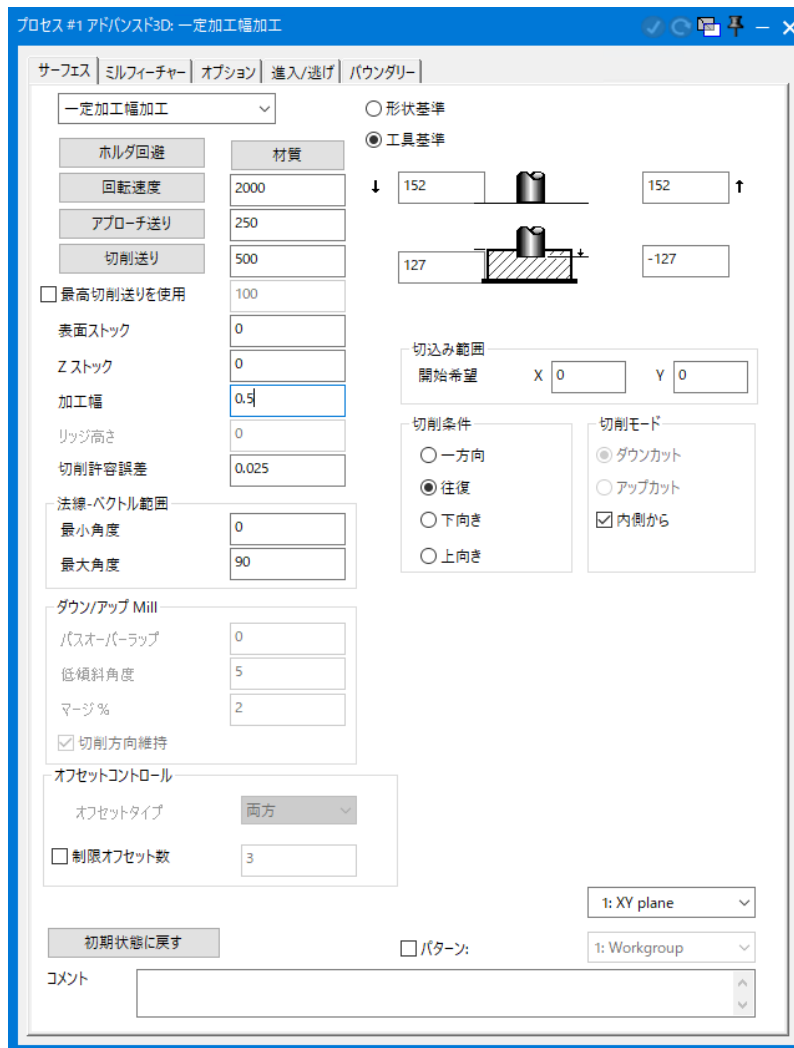 プロセス #1 アドバンスド3D: 一定加工幅加工
サーフェス ミルフィーチャー オプション 進入/逃げ バウンダリー
一定加工幅加工
形状基準
工具基準
ホルダ回避 材質
回転速度 2000
152 152
アプローチ送り 250
切削送り 500
127 -127
最高切削送りを使用 100
表面ストック 0
Z ストック 0
切込み範囲
開始希望 X 0 Y 0
加工幅 0.5
リッジ高さ 0
切削許容誤差 0.025
切削条件
一方向
往復
下向き
上向き
切削モード
ダウンカット
アップカット
内側から
法線-ベクトル範囲
最小角度 0
最大角度 90
ダウン/アップ Mill
パスオーバーラップ 0
低傾斜角度 5
マージ % 2
切削方向維持
オフセットコントロール
オフセットタイプ 両方
制限オフセット数 3
1: XY plane
初期状態に戻す パターン: 1: Workgroup
コメント